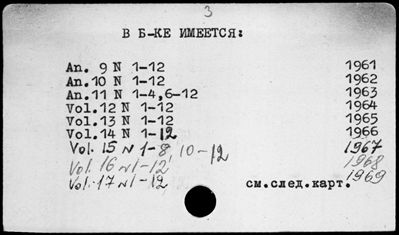 3
В Б-КЕ ИМЕЕТСЯ:
An. 9 N 1-12 1961
An. 10 N 1-12 1962
An. 11 N 1-4,6-12 1963
Vol. 12 N 1-12 1964
Vol. 13 N 1-12 1965
Vol. 14 N 1-12 1966
Vol. 15 N 1-8, 10-12 1967
Vol. 16 N 1-12 1968
Vol. 17 N 1-12 1969
см.след.карт.